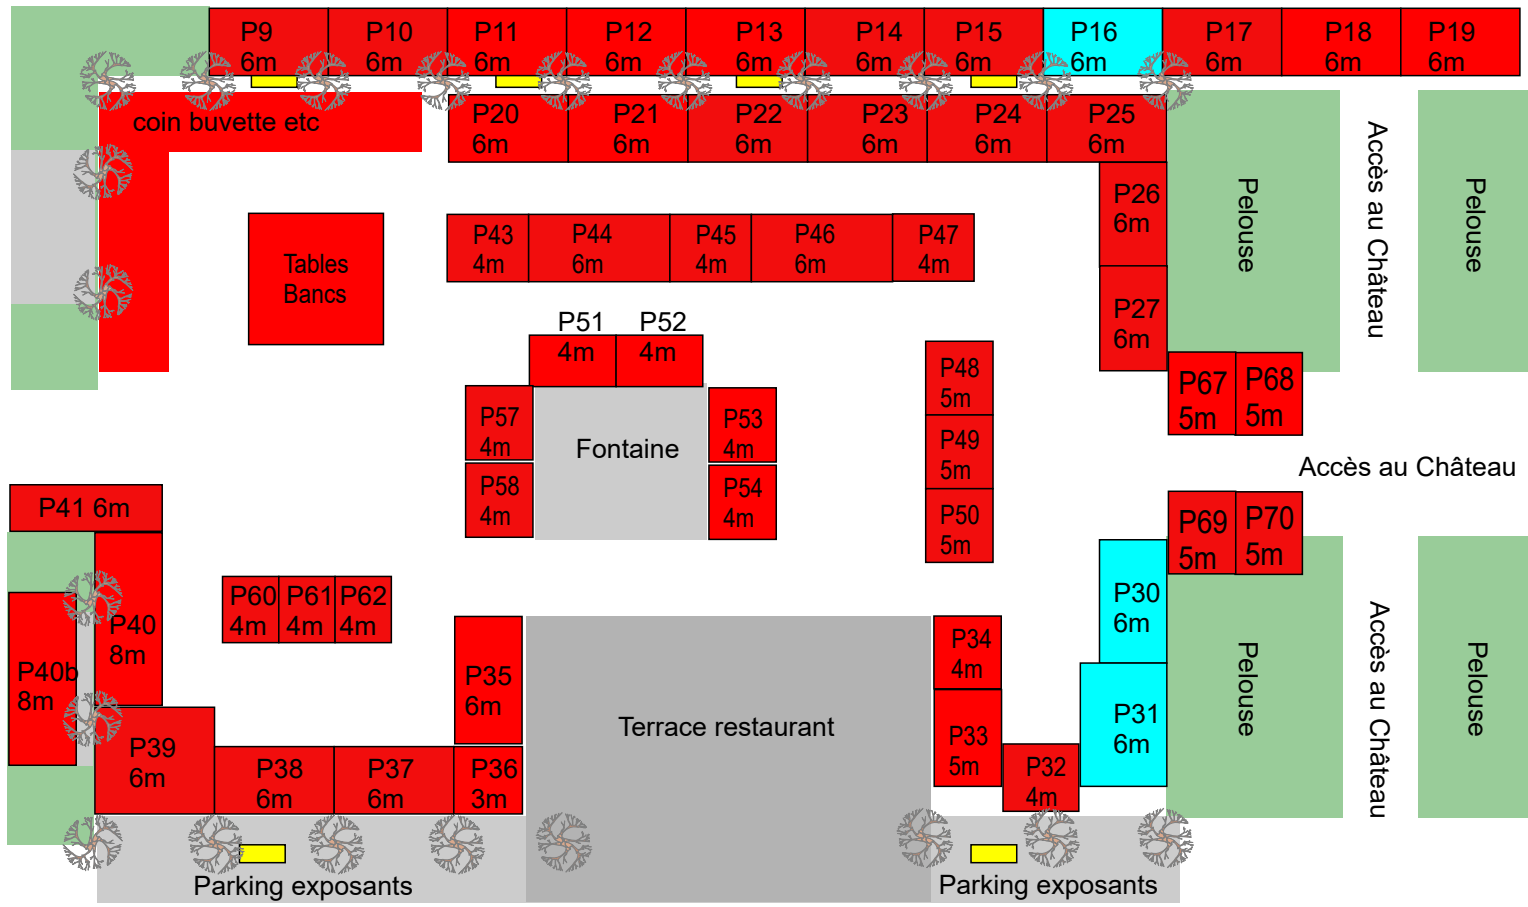 P9
6m
P10
6m
P11
6m
P12
6m
P13
6m
P14
6m
P15
6m
P16
6m
P17
6m
P18
6m
P19
6m
coin buvette etc
P20
6m
P21
6m
P22
6m
P23
6m
P24
6m
P25
6m
P26
6m
P27
6m
Pelouse
Accès au Château
Pelouse
Tables
Bancs
P43
4m
P44
6m
P45
4m
P46
6m
P47
4m
P51
4m
P52
4m
P57
4m
P58
4m
Fontaine
P53
4m
P54
4m
P48
5m
P49
5m
P50
5m
P67
5m
P68
5m
Accès au Château
P69
5m
P70
5m
P41 6m
P40
8m
P40b
8m
P39
6m
P38
6m
P37
6m
P36
3m
P35
6m
P60
4m
P61
4m
P62
4m
Terrace restaurant
P34
4m
P33
5m
P32
4m
P30
6m
P31
6m
Pelouse
Accès au Château
Pelouse
Parking exposants
Parking exposants